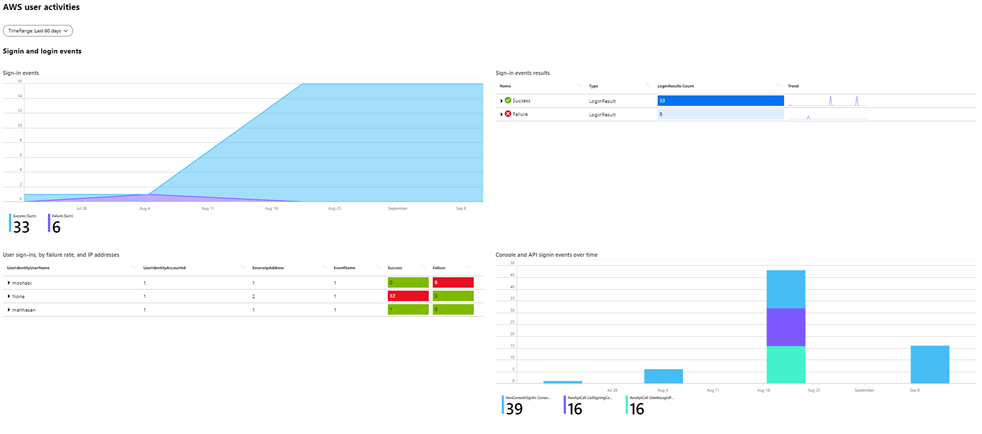 AWS user activities
TimeRange: Last 60 days
Signin and login events
Sign-in events
16
14
12
10
8
6
4
2
0
Jul 28
Aug 4
Aug 11
Aug 18
Aug 25
September
Sep 8
Success (Sum)
33
Failure (Sum)
6
Sign-in events results
Name Type LoginResults Count Trend
Success LoginResult 33
Failure LoginResult 6
User sign-Ins, by failure rate, and IP addresses
UserIdentityUserName UserIdentityAccountId SourceIpAddress EventName Success Failure
moshabi 1 1 1 0 6
None 1 2 1 32 0
mahhasan 1 1 1 1 0
Console and API signin events over time
50
45
40
35
30
25
20
15
10
5
0
Jul 28
Aug 4
Aug 11
Aug 18
Aug 25
September
Sep 8
AwsConsoleSignIn Conso...
39
AwsApiCall ListSigningCe...
16
AwsApiCall DeleteLoginP...
16